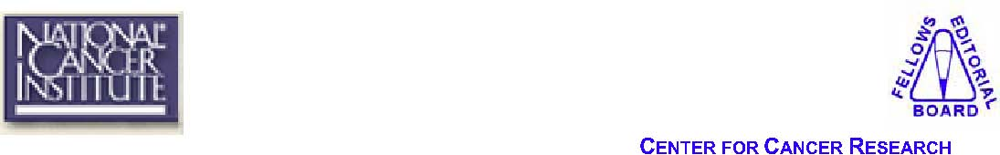 NATIONAL
CANCER
INSTITUTE
FELLOWS EDITORIAL
BOARD
CENTER FOR CANCER RESEARCH